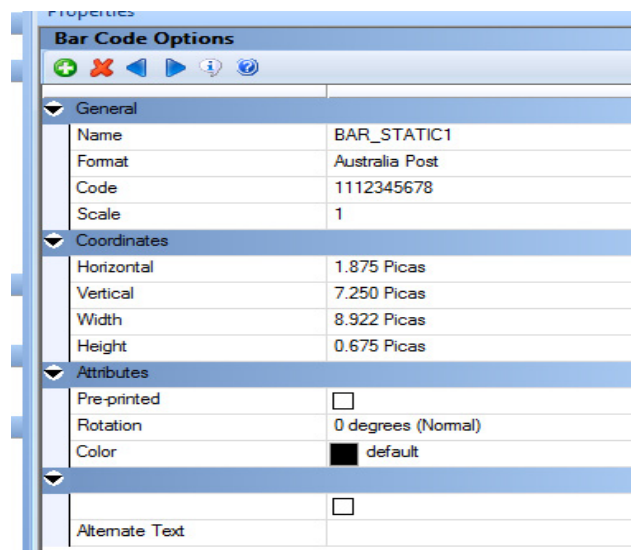 Properties
Bar Code Options
General
Name BAR_STATIC1
Format Australia Post
Code 1112345678
Scale 1
Coordinates
Horizontal 1.875 Picas
Vertical 7.250 Picas
Width 8.922 Picas
Height 0.675 Picas
Attributes
Pre-printed
Rotation 0 degrees (Normal)
Color default
Alternate Text